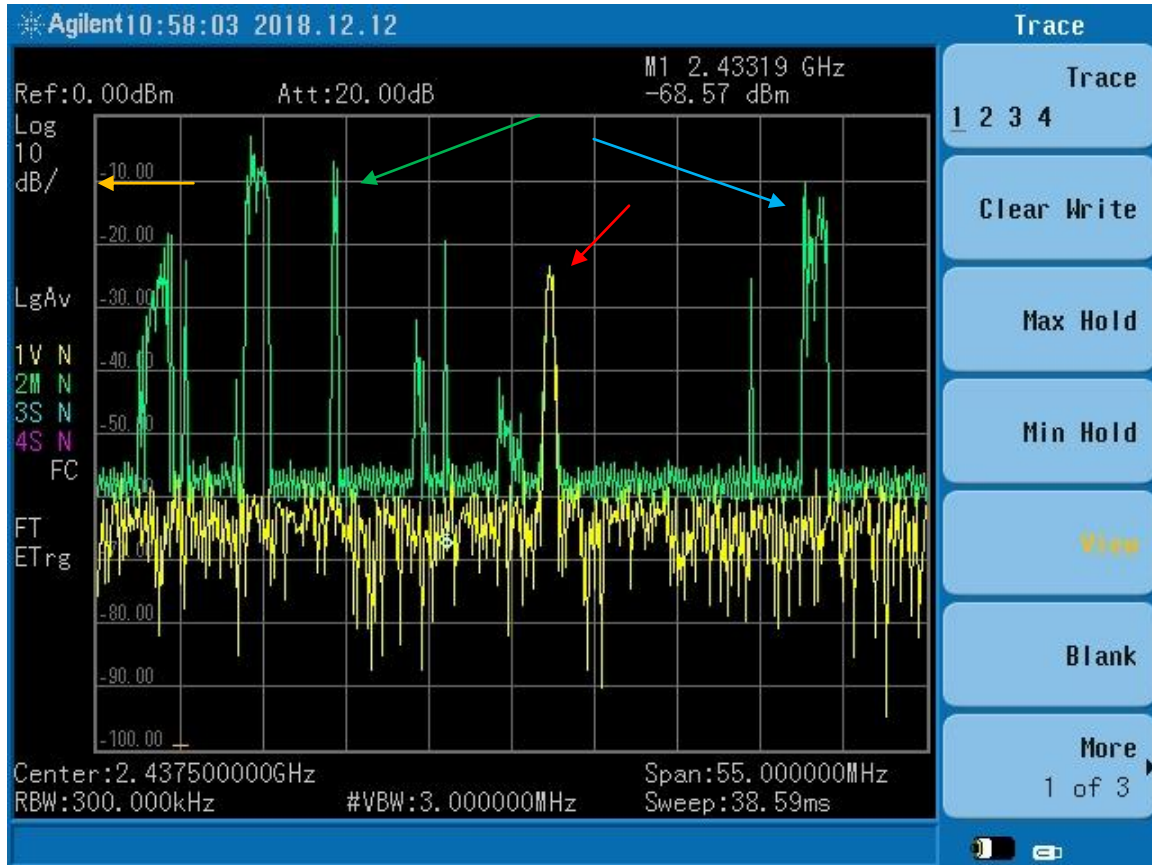 Agilent 10:58:03 2018.12.12
Trace
M1 2.43319 GHz
Ref:0.00dBm Att:20.00dB -68.57 dBm
Log
10
dB/
-10.00
-20.00
LgAv
-30.00
1V N
-40.00
2M N
3S N
4S N
-50.00
FC
FT
ETrg
-80.00
-90.00
-100.00
Center:2.437500000GHz Span:55.000000MHz
RBW:300.000kHz #VBW:3.000000MHz Sweep:38.59ms
Trace
1 2 3 4
Clear Write
Max Hold
Min Hold
View
Blank
More
1 of 3